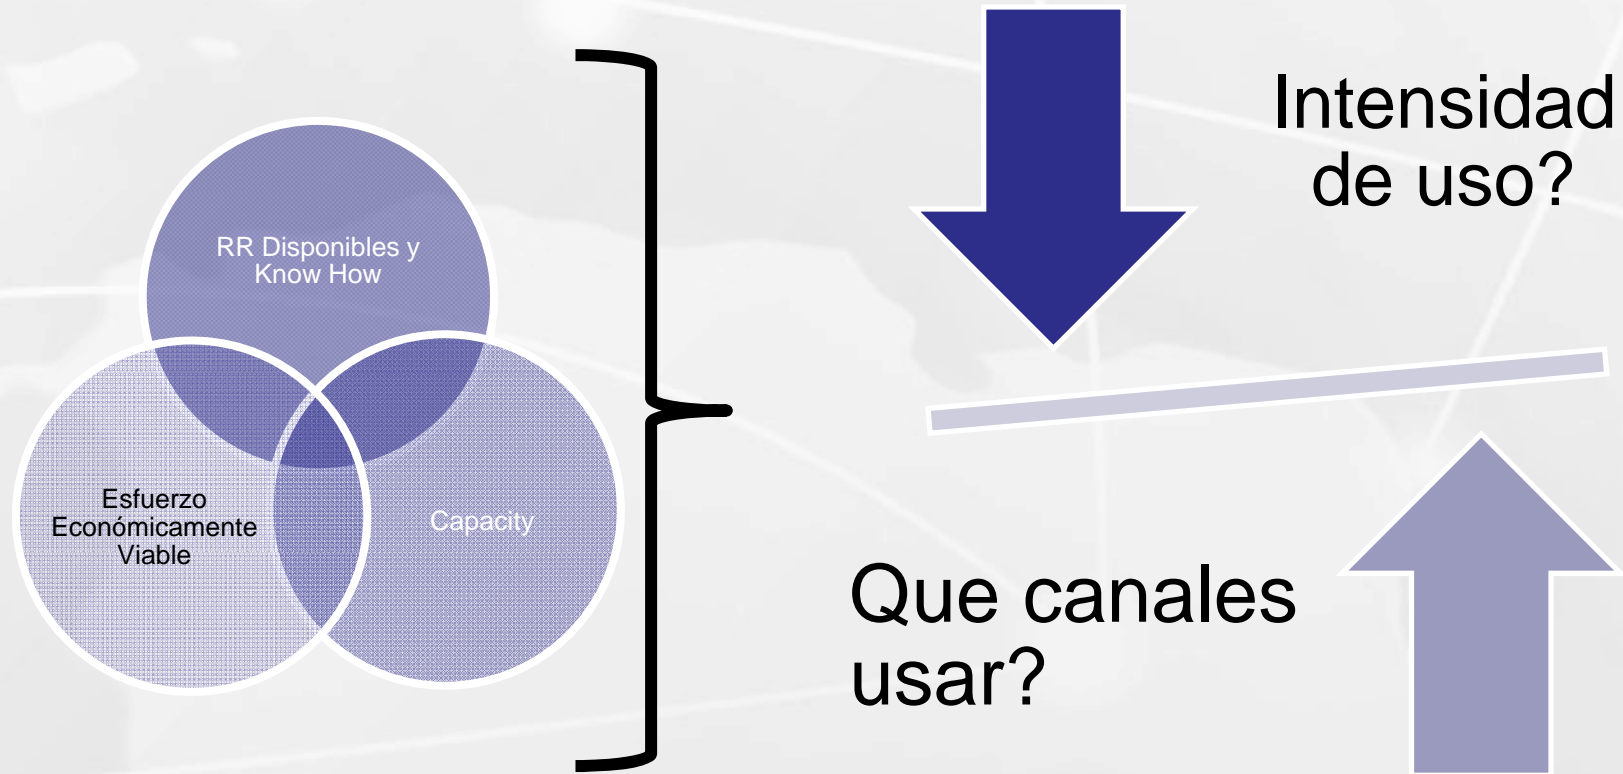 RR Disponibles y
Know How
Esfuerzo
Económicamente
Viable
Capacity
Intensidad
de uso?
Que canales
usar?